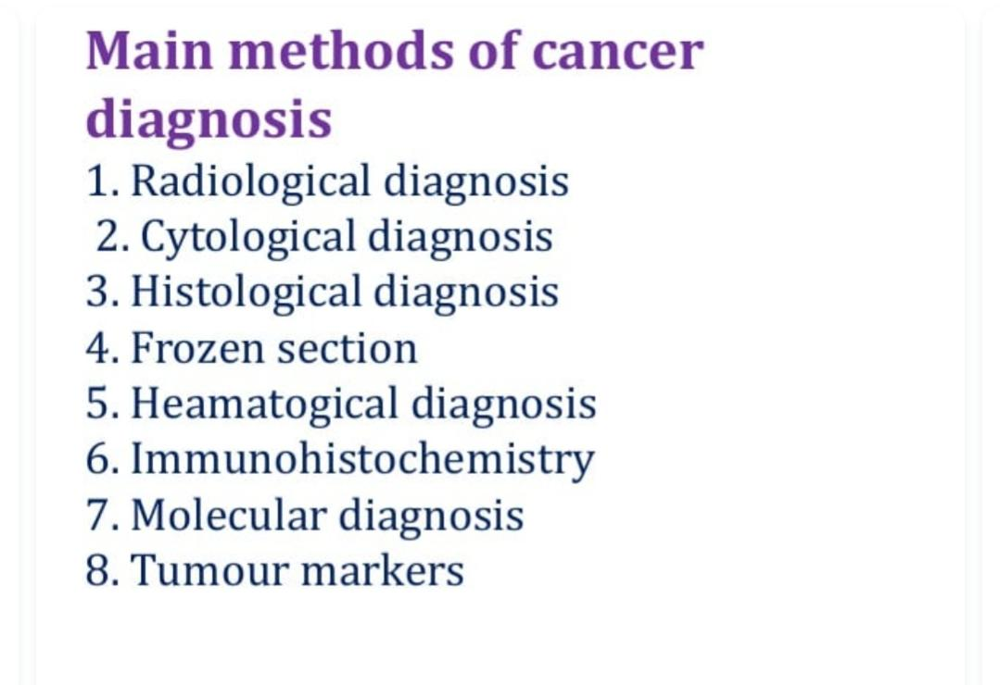 Main methods of cancer
diagnosis
1. Radiological diagnosis
2. Cytological diagnosis
3. Histological diagnosis
4. Frozen section
5. Heamatogical diagnosis
6. Immunohistochemistry
7. Molecular diagnosis
8. Tumour markers